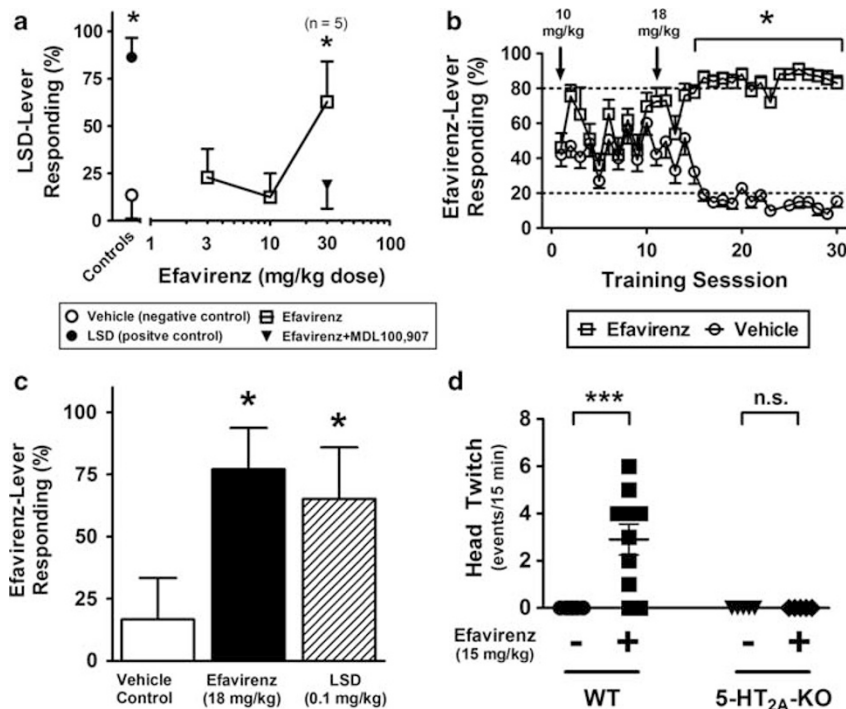 a
LSD-Lever
Responding (%)
100
75
50
25
0
*
(n = 5)
*
Controls
1
3
10
30
100
Efavirenz (mg/kg dose)
Vehicle (negative control)
Efavirenz
LSD (positve control)
Efavirenz+MDL100,907
b
Efavirenz-Lever
Responding (%)
10
mg/kg
18
mg/kg
*
100
80
60
40
20
0
0
10
20
30
Training Sesssion
Efavirenz
Vehicle
c
Efavirenz-Lever
Responding (%)
100
75
50
25
0
*
*
Vehicle
Control
Efavirenz
(18 mg/kg)
LSD
(0.1 mg/kg)
d
Head Twitch
(events/15 min)
***
n.s.
8
6
4
2
0
Efavirenz
(15 mg/kg)
- + - +
WT
5-HT2A-KO